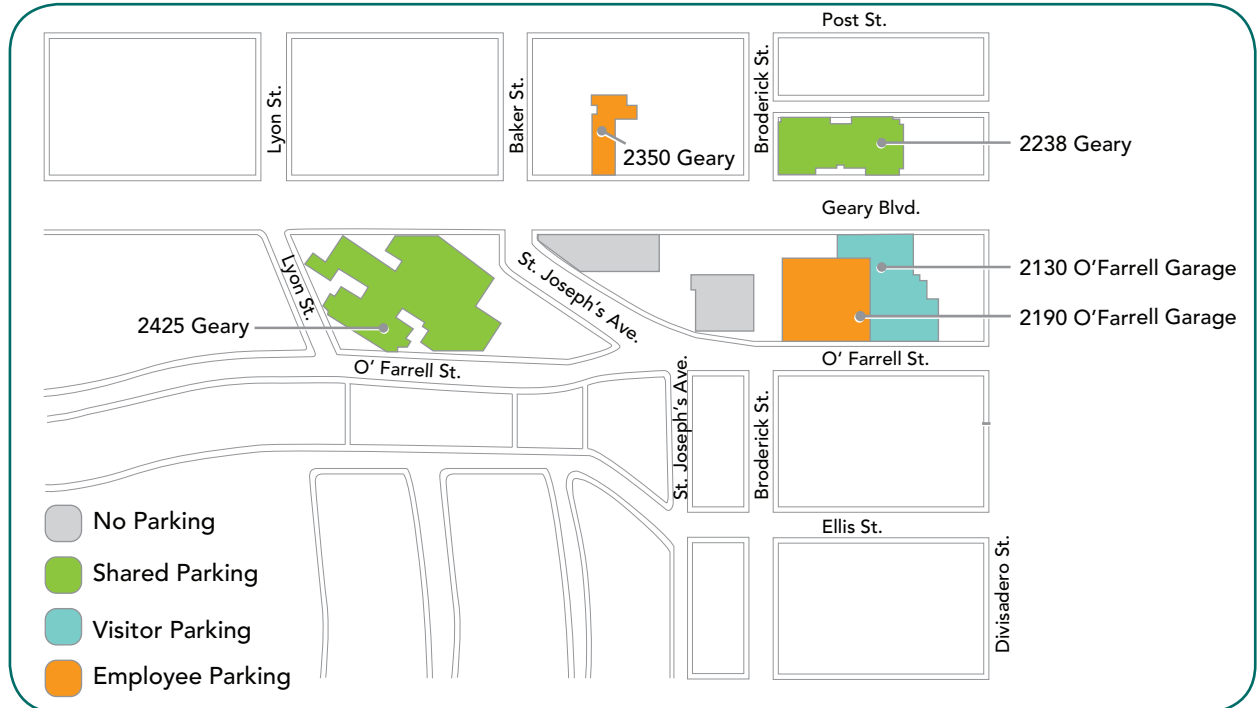 Post St.
Lyon St.
Baker St.
Broderick St.
2350 Geary
2238 Geary
Geary Blvd.
Lyon St.
St. Joseph's Ave.
2130 O'Farrell Garage
2425 Geary
2190 O'Farrell Garage
O' Farrell St.
O' Farrell St.
St. Joseph's Ave.
Broderick St.
Ellis St.
Divisadero St.
No Parking
Shared Parking
Visitor Parking
Employee Parking